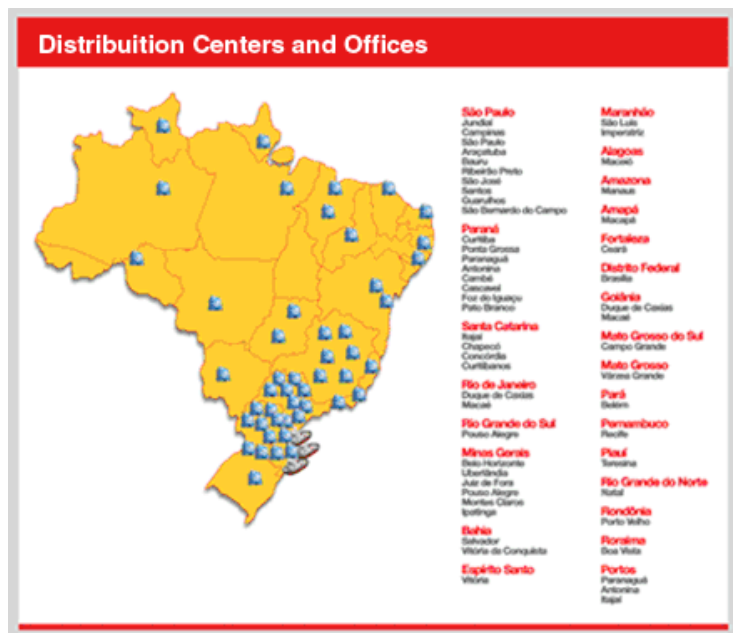 Distribuition Centers and Offices
São Paulo
Jundiaí
Campinas
São Paulo
Araçatuba
Bauru
Ribeirão Preto
São José
Santos
Guarulhos
São Bernardo do Campo
Paraná
Curitiba
Ponta Grossa
Paranaguá
Antonina
Cambé
Cascavel
Foz do Iguaçu
Pato Branco
Santa Catarina
Itajaí
Chapecó
Concórdia
Curitibanos
Rio de Janeiro
Duque de Caxias
Macaé
Rio Grande do Sul
Pouso Alegre
Minas Gerais
Belo Horizonte
Uberlândia
Juiz de Fora
Pouso Alegre
Montes Claros
Ipatinga
Bahia
Salvador
Vitória da Conquista
Espírito Santo
Vitória
Maranhão
São Luís
Imperatriz
Alagoas
Maceió
Amazona
Manaus
Amapá
Macapá
Fortaleza
Ceará
Distrito Federal
Brasília
Goiânia
Duque de Caxias
Macaé
Mato Grosso do Sul
Campo Grande
Mato Grosso
Várzea Grande
Pará
Belém
Pernambuco
Recife
Piauí
Teresina
Rio Grande do Norte
Natal
Rondônia
Porto Velho
Roraima
Boa Vista
Portos
Paranaguá
Antonina
Itajaí